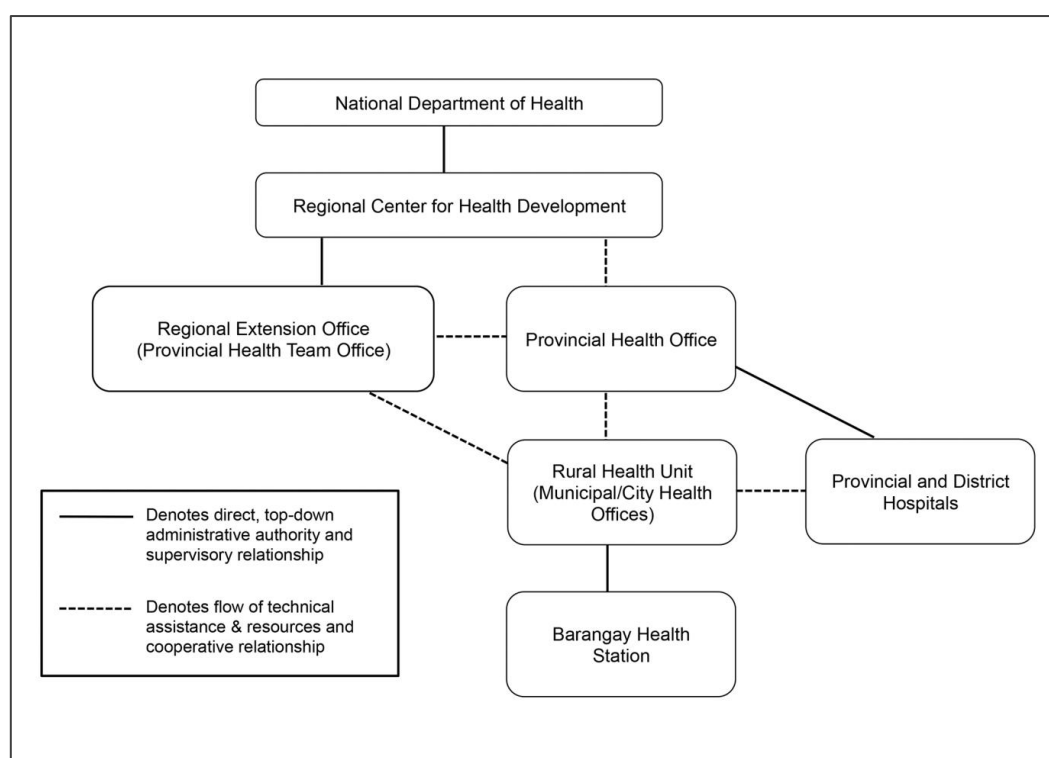 National Department of Health
Regional Center for Health Development
Regional Extension Office
(Provincial Health Team Office)
Provincial Health Office
Rural Health Unit
(Municipal/City Health
Offices)
Provincial and District
Hospitals
Barangay Health
Station
Denotes direct, top-down
administrative authority and
supervisory relationship
Denotes flow of technical
assistance & resources and
cooperative relationship